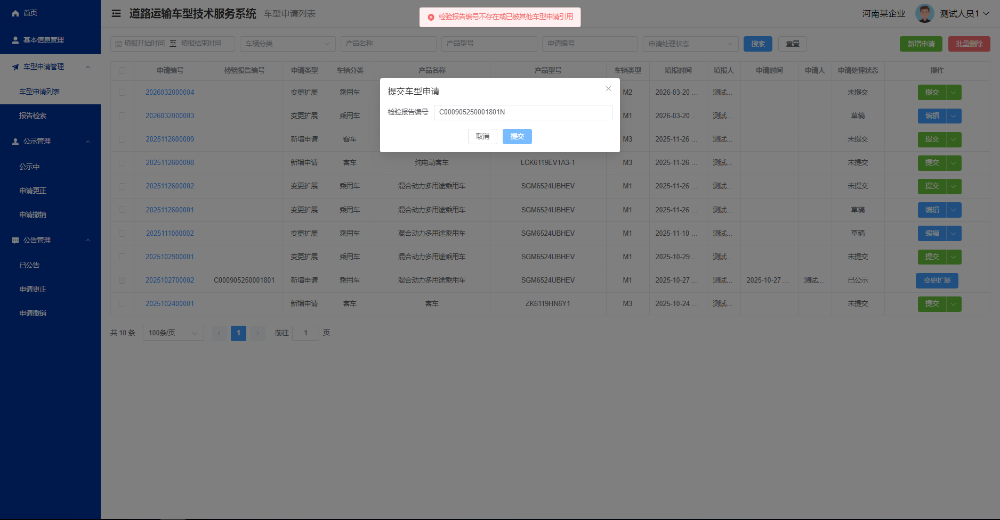 首页
基本信息管理
车型申请管理
车型申请列表
报告检索
公示管理
公示中
申请更正
申请撤销
公告管理
已公告
申请更正
申请撤销
道路运输车型技术服务系统 车型申请列表
检验报告编号不存在或已被其他车型申请引用
河南某企业 测试人员1
填报开始时间 至 填报结束时间 车辆分类 产品名称 产品型号 申请编号 申请处理状态 搜索 重置 新增申请 批量删除
申请编号 检验报告编号 申请类型 车辆分类 产品名称 产品型号 车辆类型 填报时间 填报人 申请时间 申请人 申请处理状态 操作
2026032000004 变更扩展 乘用车 M2 2026-03-20 ... 测试... 未提交 提交
2026032000003 变更扩展 乘用车 M1 2026-03-20 ... 测试... 草稿 编辑
2025112600009 新增申请 客车 M3 2025-11-26 ... 测试... 未提交 提交
2025112600008 新增申请 客车 纯电动客车 LCK6119EV1A3-1 M3 2025-11-26 ... 测试... 未提交 提交
2025112600002 变更扩展 乘用车 混合动力多用途乘用车 SGM6524UBHEV M1 2025-11-26 ... 测试... 未提交 提交
2025112600001 变更扩展 乘用车 混合动力多用途乘用车 SGM6524UBHEV M1 2025-11-26 ... 测试... 草稿 编辑
2025111000002 变更扩展 乘用车 混合动力多用途乘用车 SGM6524UBHEV M1 2025-11-10 ... 测试... 草稿 编辑
2025102900001 变更扩展 乘用车 混合动力多用途乘用车 SGM6524UBHEV M1 2025-10-29 ... 测试... 未提交 提交
2025102700002 C000905250001801 新增申请 乘用车 混合动力多用途乘用车 SGM6524UBHEV M1 2025-10-27 ... 测试... 2025-10-27 ... 测试... 已公示 变更扩展
2025102400001 新增申请 客车 客车 ZK6119HN6Y1 M3 2025-10-24 ... 测试... 未提交 提交
共 10 条 100条/页 1 前往 1 页
提交车型申请
检验报告编号 C000905250001801N
取消 提交